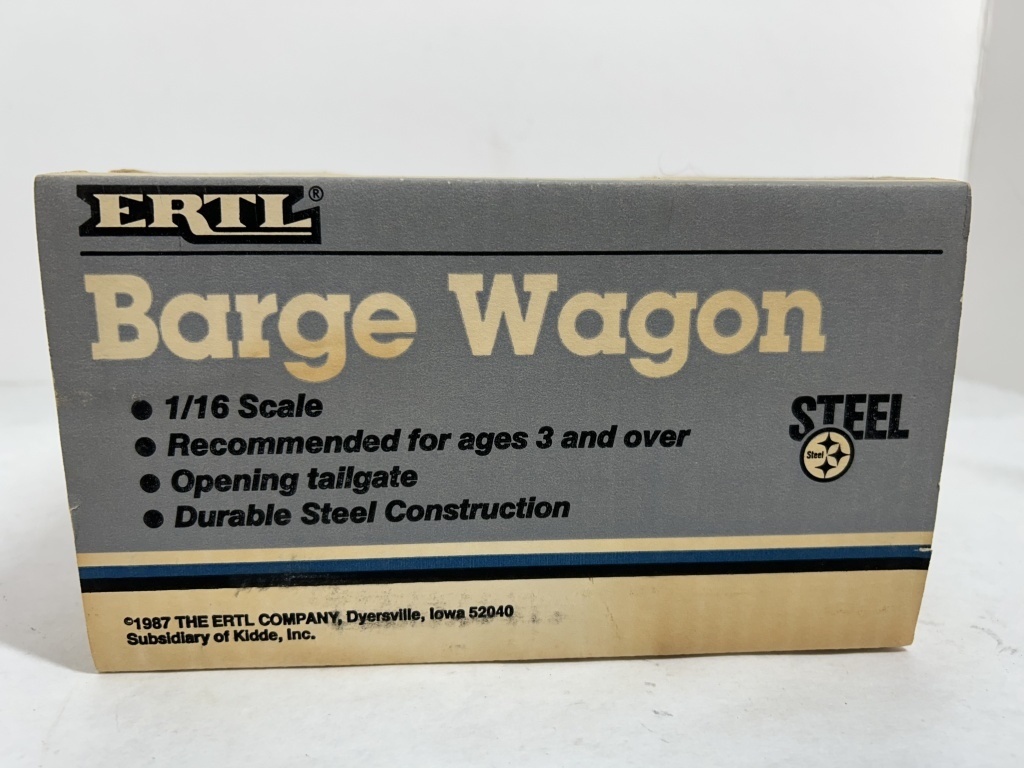 ERTL®
Barge Wagon
● 1/16 Scale
● Recommended for ages 3 and over
● Opening tailgate
● Durable Steel Construction
STEEL
Steel
©1987 THE ERTL COMPANY, Dyersville, Iowa 52040
Subsidiary of Kidde, Inc.